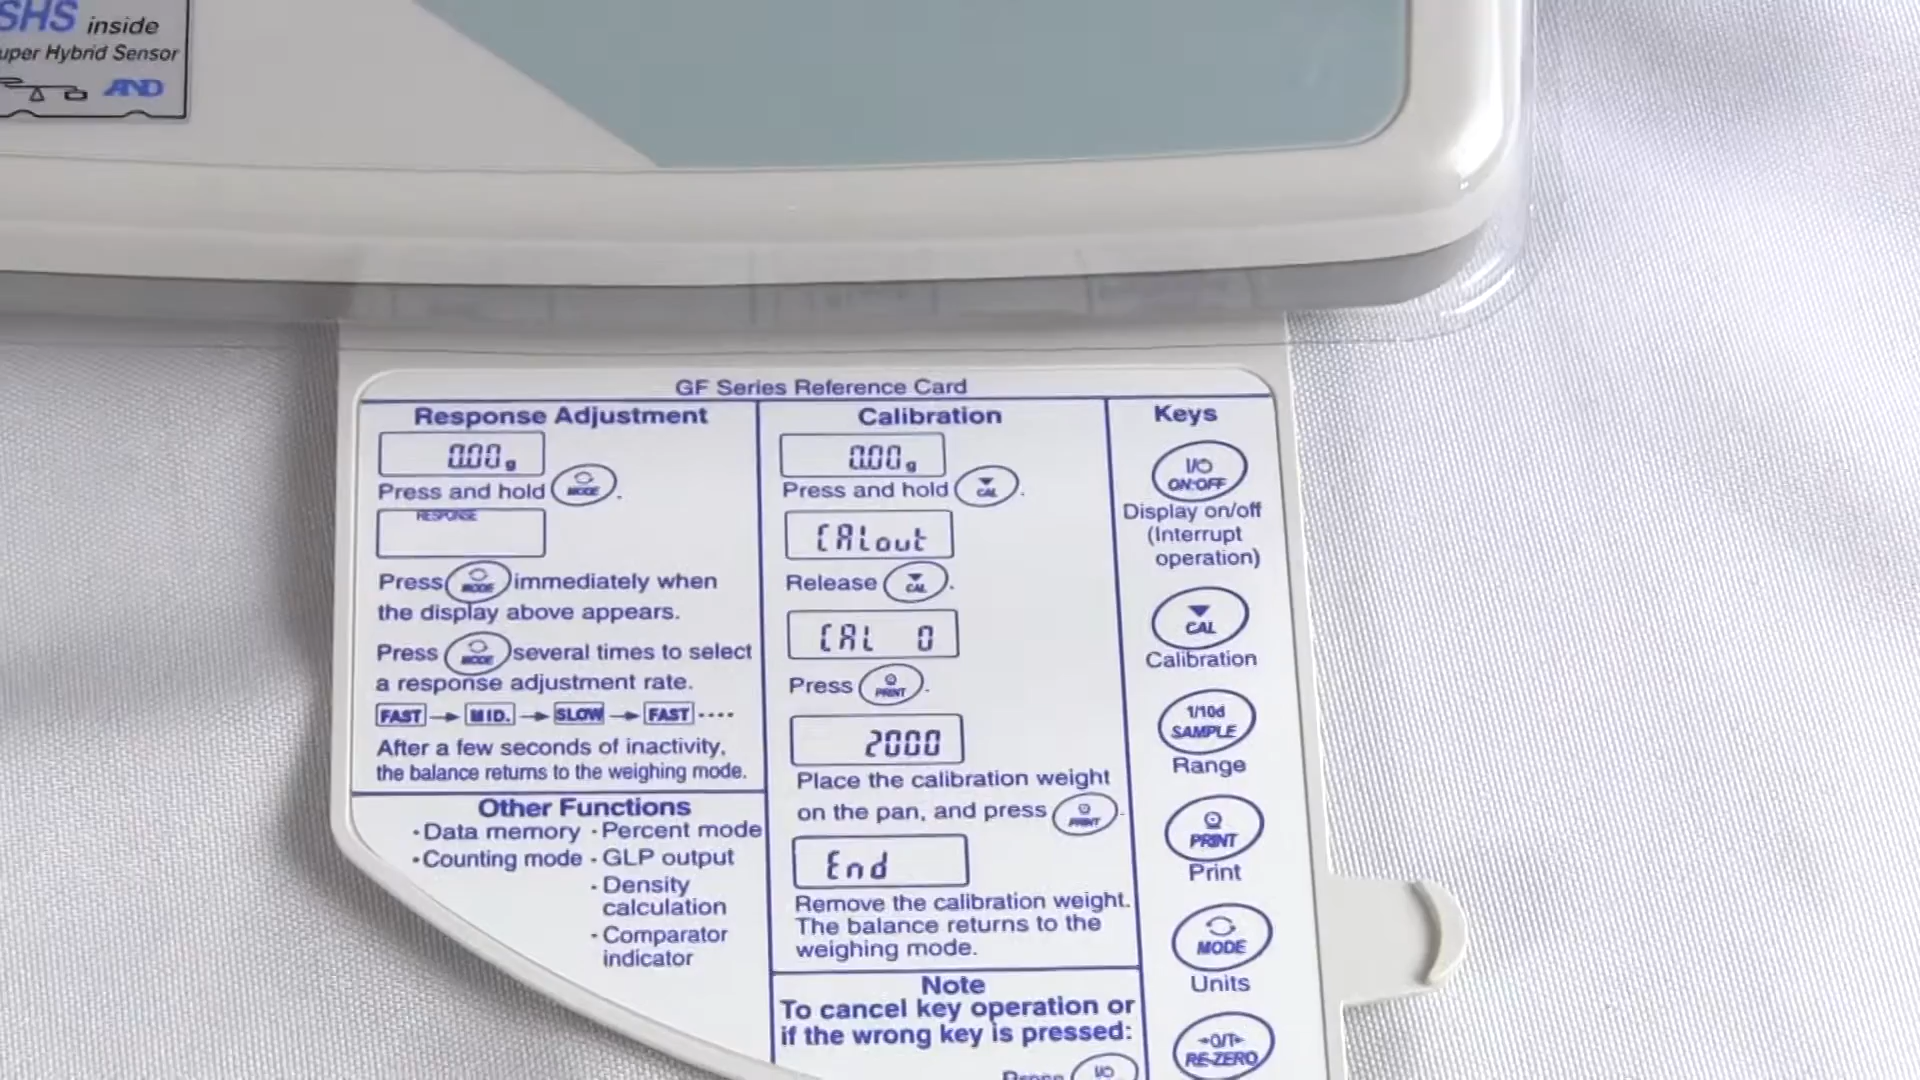 SHS inside
uper Hybrid Sensor
AND
GF Series Reference Card
Response Adjustment
0.00 g
Press and hold MODE.
RESPONSE
Press MODE immediately when
the display above appears.
Press MODE several times to select
a response adjustment rate.
FAST → MID. → SLOW → FAST ····
After a few seconds of inactivity,
the balance returns to the weighing mode.
Other Functions
·Data memory ·Percent mode
·Counting mode ·GLP output
·Density
calculation
·Comparator
indicator
Calibration
0.00 g
Press and hold CAL.
CALout
Release CAL.
CAL 0
Press PRINT.
2000
Place the calibration weight
on the pan, and press PRINT.
End
Remove the calibration weight.
The balance returns to the
weighing mode.
Note
To cancel key operation or
if the wrong key is pressed:
Press I/O
Keys
I/O
ON:OFF
Display on/off
(Interrupt
operation)
CAL
Calibration
1/10d
SAMPLE
Range
PRINT
Print
MODE
Units
→0/T←
RE-ZERO